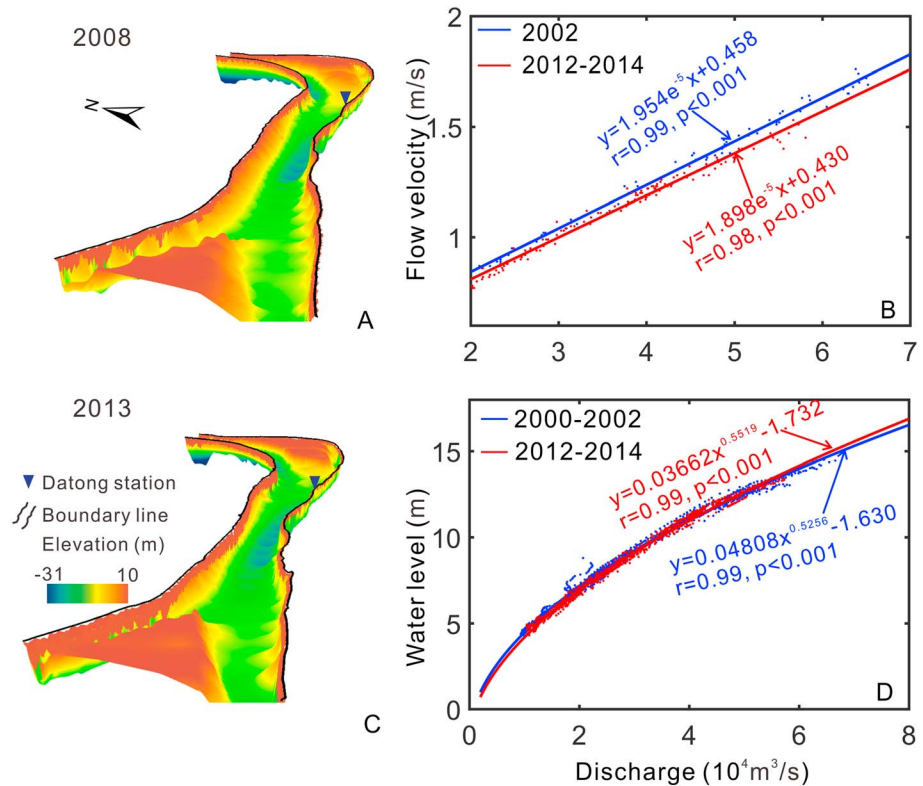 2008
N
A
2
1.5
1
Flow velocity (m/s)
2002
2012-2014
y=1.954e⁻⁵x+0.458
r=0.99, p<0.001
y=1.898e⁻⁵x+0.430
r=0.98, p<0.001
B
2 3 4 5 6 7
2013
Datong station
Boundary line
Elevation (m)
-31 10
C
15
10
5
0
Water level (m)
2000-2002
2012-2014
y=0.03662x⁰·⁵⁵¹⁹-1.732
r=0.99, p<0.001
y=0.04808x⁰·⁵²⁵⁶-1.630
r=0.99, p<0.001
D
0 2 4 6 8
Discharge (10⁴m³/s)